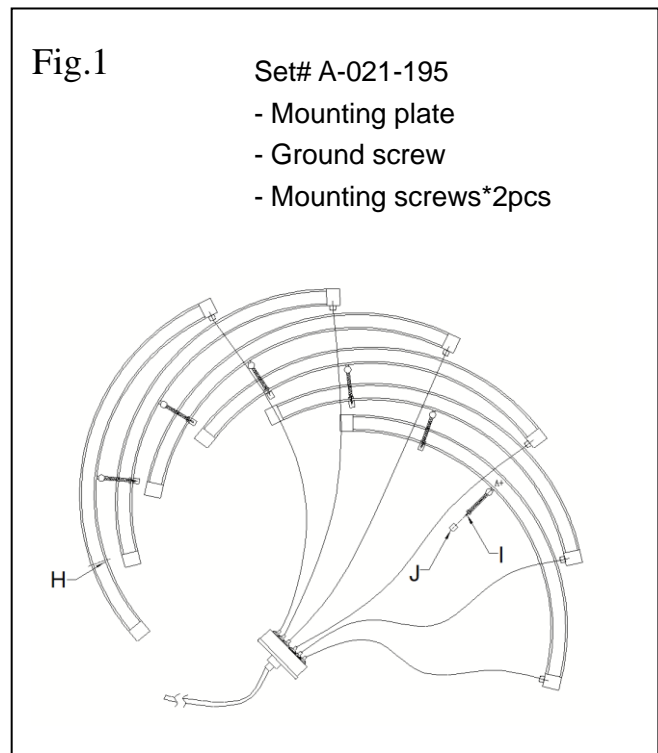 Fig.1
Set# A-021-195
- Mounting plate
- Ground screw
- Mounting screws*2pcs
H
J
I